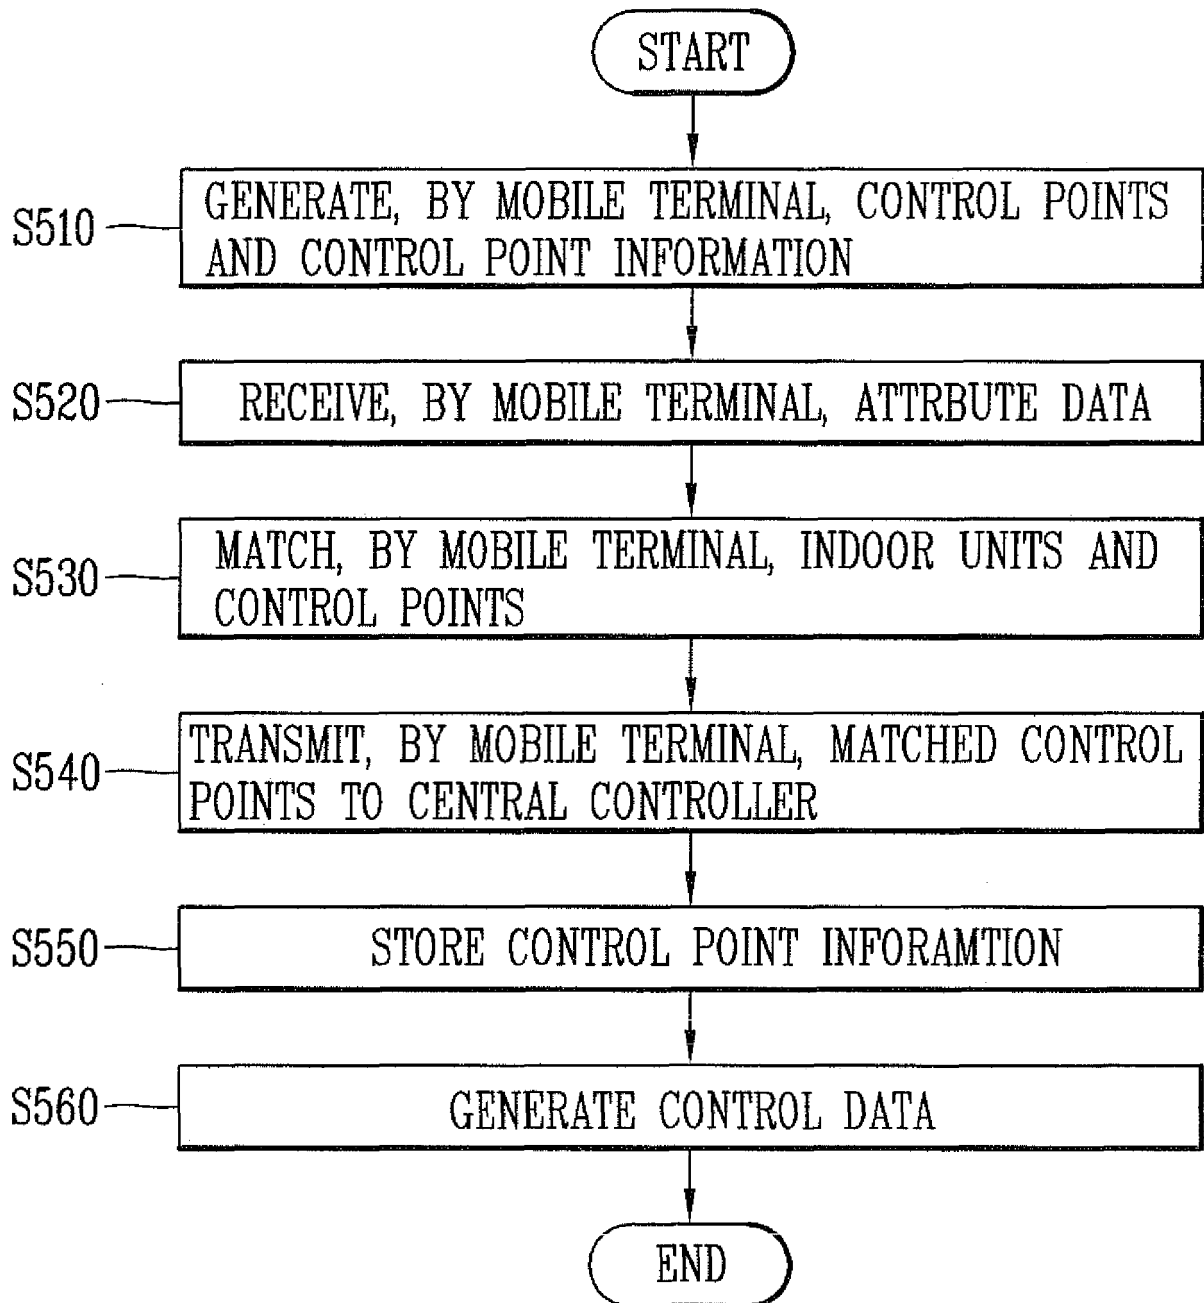 START
S510
GENERATE, BY MOBILE TERMINAL, CONTROL POINTS
AND CONTROL POINT INFORMATION
S520
RECEIVE, BY MOBILE TERMINAL, ATTRBUTE DATA
S530
MATCH, BY MOBILE TERMINAL, INDOOR UNITS AND
CONTROL POINTS
S540
TRANSMIT, BY MOBILE TERMINAL, MATCHED CONTROL
POINTS TO CENTRAL CONTROLLER
S550
STORE CONTROL POINT INFORAMTION
S560
GENERATE CONTROL DATA
END